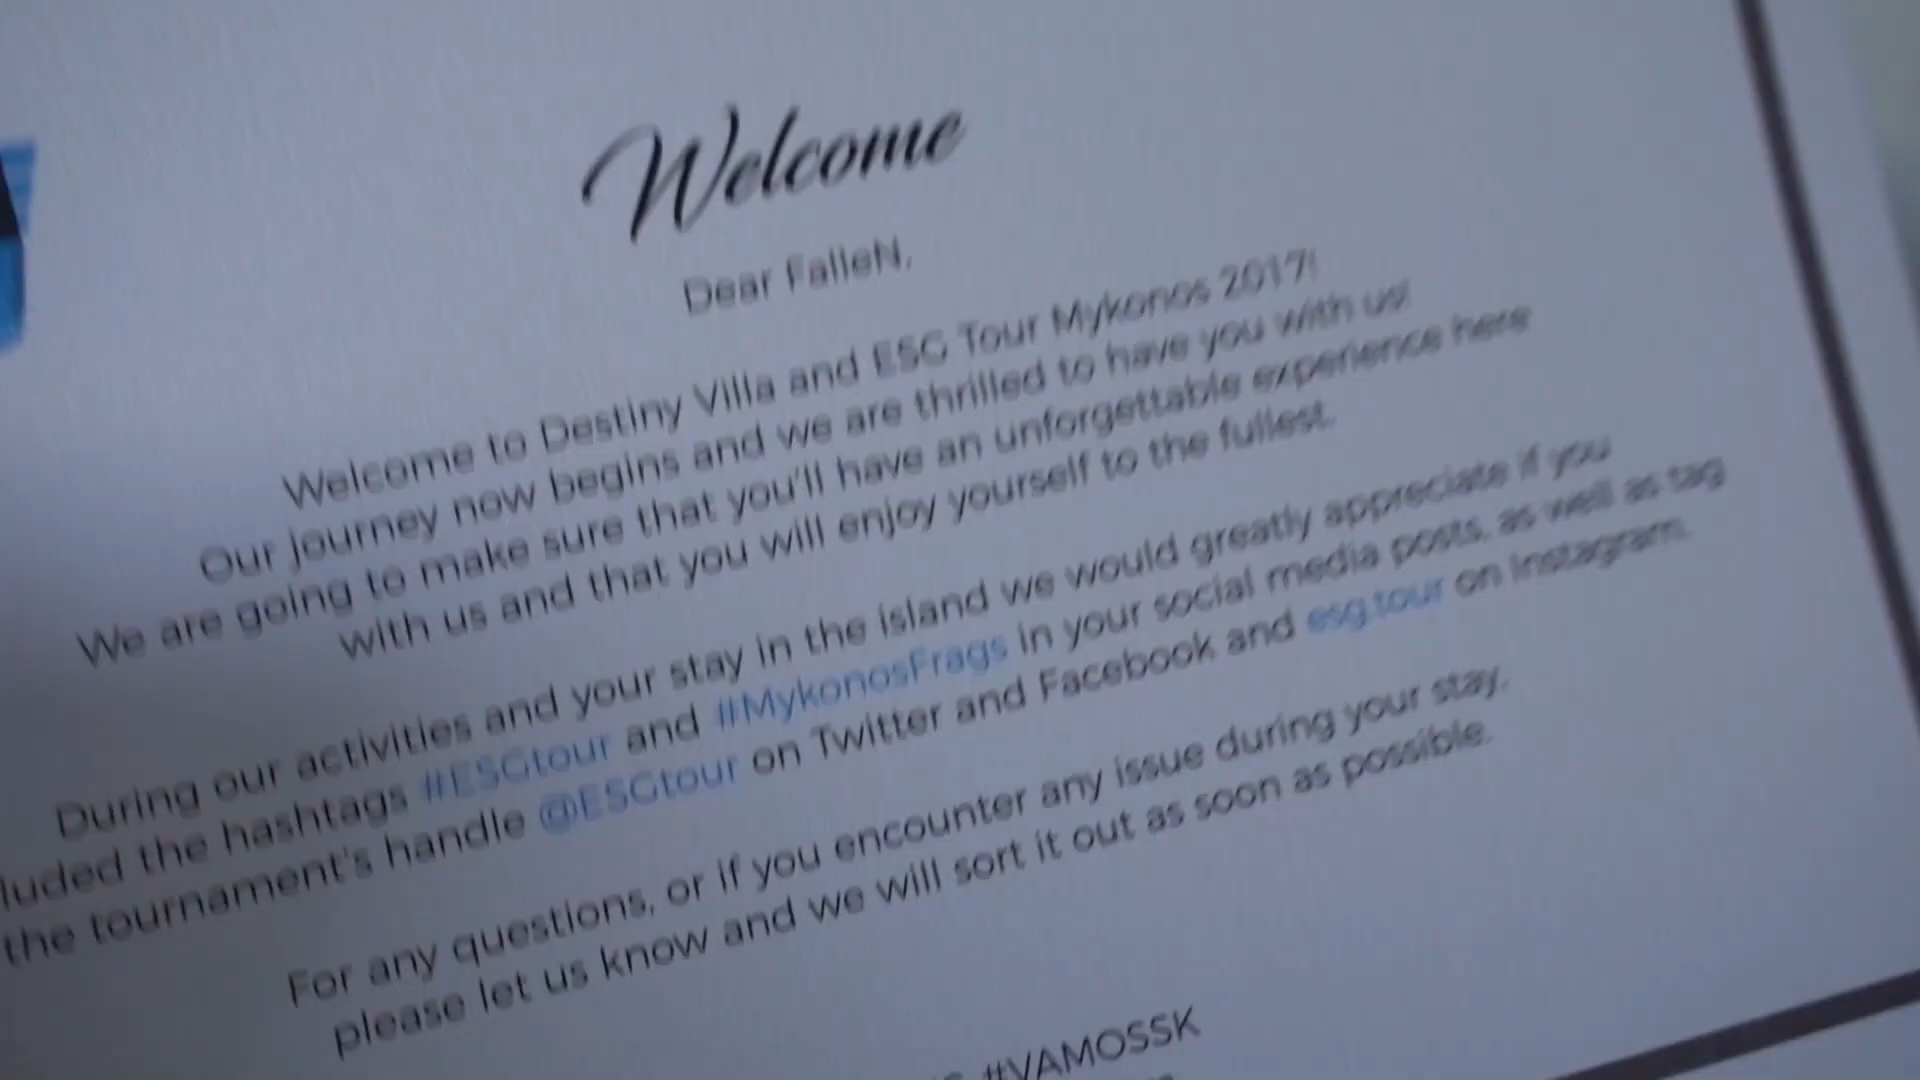 Welcome
Dear FalleN,
Welcome to Destiny Villa and ESG Tour Mykonos 2017!
Our journey now begins and we are thrilled to have you with us!
We are going to make sure that you'll have an unforgettable experience here
with us and that you will enjoy yourself to the fullest.
During our activities and your stay in the island we would greatly appreciate if you
luded the hashtags #ESGtour and #MykonosFrags in your social media posts, as well as tag
the tournament's handle @ESGtour on Twitter and Facebook and esg.tour on Instagram.
For any questions, or if you encounter any issue during your stay,
please let us know and we will sort it out as soon as possible.
#VAMOSSK